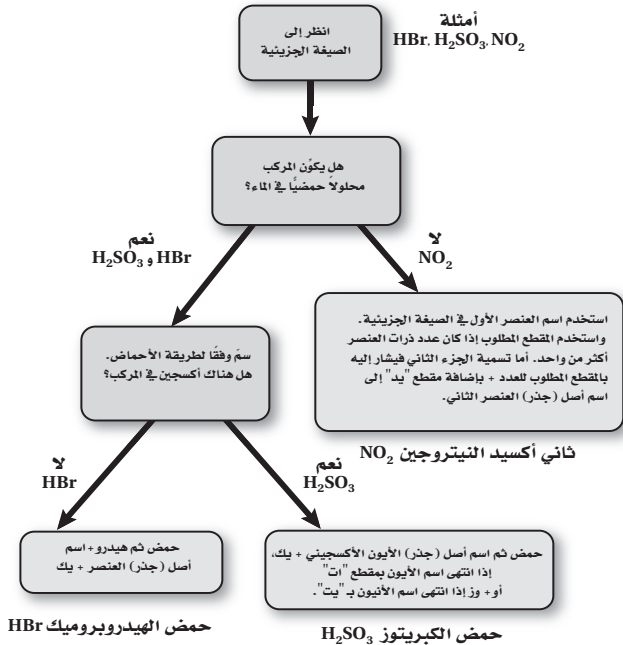 أمثلة
HBr, H₂SO₃, NO₂
انظر إلى
الصيغة الجزيئية
هل يكوّن المركب
محلولاً حمضيًّا في الماء؟
نعم
HBr و H₂SO₃
لا
NO₂
سمّ وفقًا لطريقة الأحماض.
هل هناك أكسجين في المركب؟
استخدم اسم العنصر الأول في الصيغة الجزيئية.
واستخدم المقطع المطلوب إذا كان عدد ذرات العنصر
أكثر من واحد. أما تسمية الجزء الثاني فيشار إليه
بالمقطع المطلوب للعدد + بإضافة مقطع "يد" إلى
اسم أصل (جذر) العنصر الثاني.
ثاني أكسيد النيتروجين NO₂
لا
HBr
نعم
H₂SO₃
حمض ثم هيدرو + اسم
أصل (جذر) العنصر + يك
حمض ثم اسم أصل (جذر) الأيون الأكسجيني + يك،
إذا انتهى اسم الأيون بمقطع "ات"
أو + وز إذا انتهى اسم الأنيون بـ "يت".
حمض الهيدروبروميك HBr
حمض الكبريتوز H₂SO₃